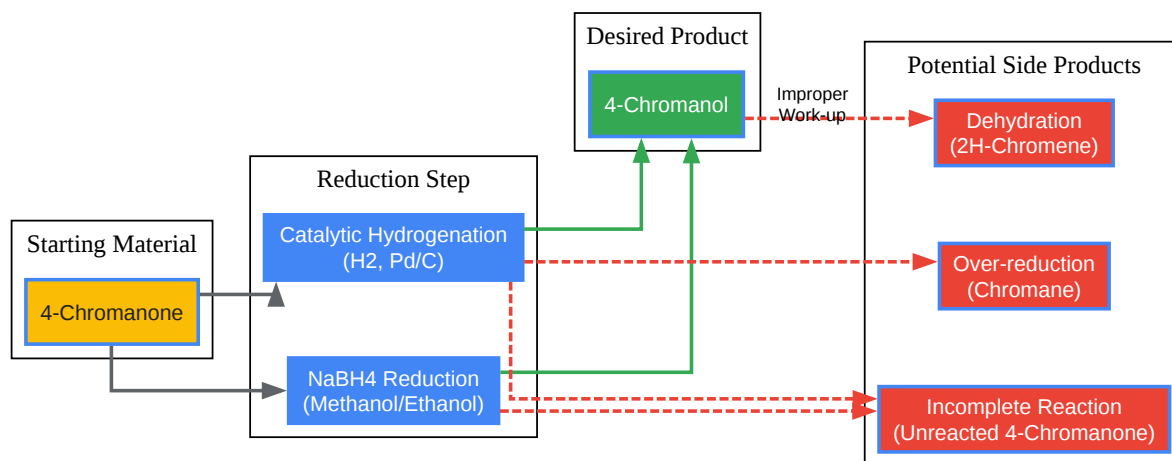 Desired Product
4-Chromanol
Improper
Work-up
Potential Side Products
Dehydration
(2H-Chromene)
Reduction Step
Catalytic Hydrogenation
(H2, Pd/C)
Starting Material
4-Chromanone
Over-reduction
(Chromane)
NaBH4 Reduction
(Methanol/Ethanol)
Incomplete Reaction
(Unreacted 4-Chromanone)